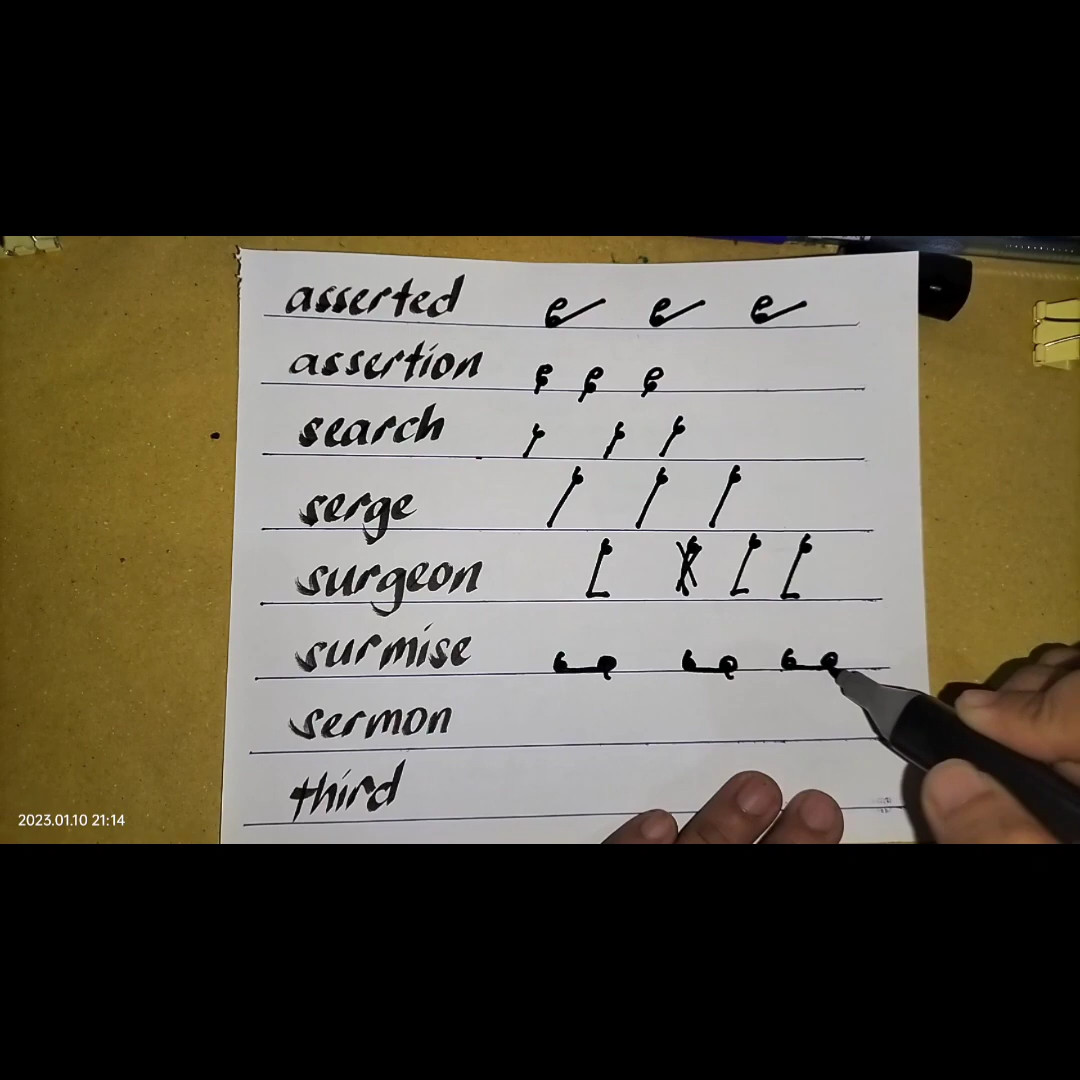 asserted
assertion
search
serge
surgeon
surmise
sermon
third
2023.01.10 21:14